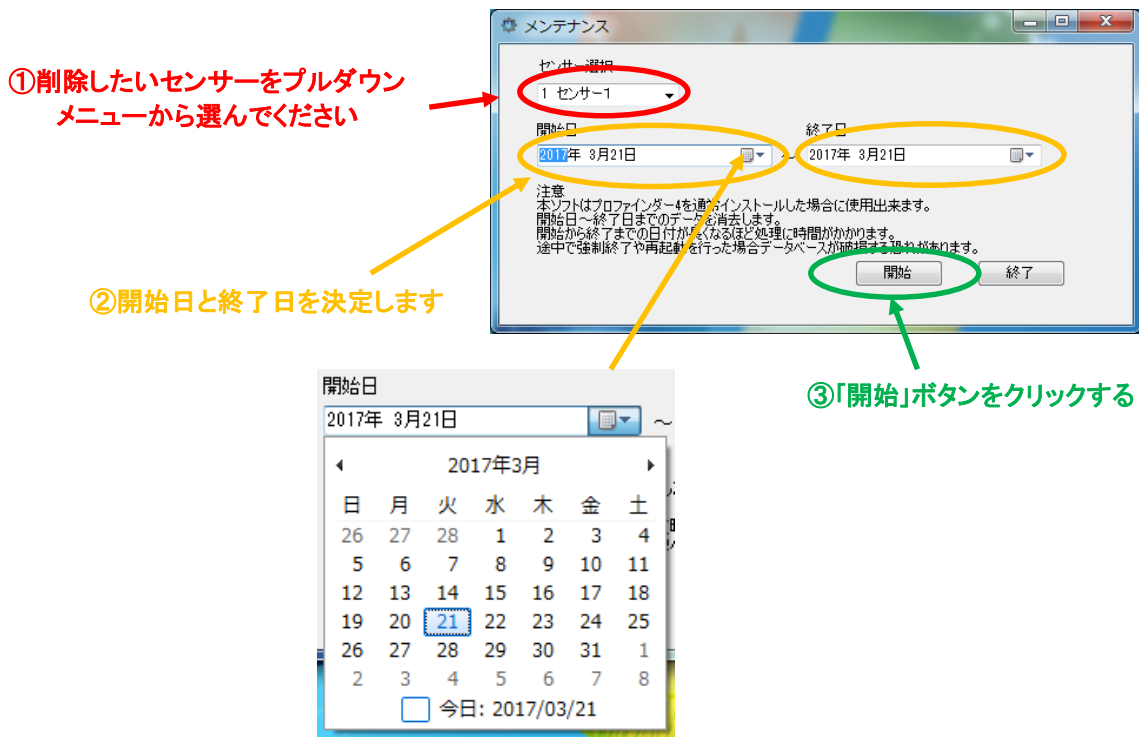 メンテナンス
センサー選択
①削除したいセンサーをプルダウン
メニューから選んでください
1 センサー1
開始日
終了日
2017年 3月21日
～
2017年 3月21日
注意
本ソフトはプロファインダー4を通常インストールした場合に使用出来ます。
開始日～終了日までのデータを消去します。
開始から終了までの日付が長くなるほど処理に時間がかかります。
途中で強制終了や再起動を行った場合データベースが破損する恐れがあります。
開始
終了
②開始日と終了日を決定します
③「開始」ボタンをクリックする
開始日
2017年 3月21日
～
2017年3月
日 月 火 水 木 金 土
26 27 28 1 2 3 4
5 6 7 8 9 10 11
12 13 14 15 16 17 18
19 20 21 22 23 24 25
26 27 28 29 30 31 1
2 3 4 5 6 7 8
今日: 2017/03/21